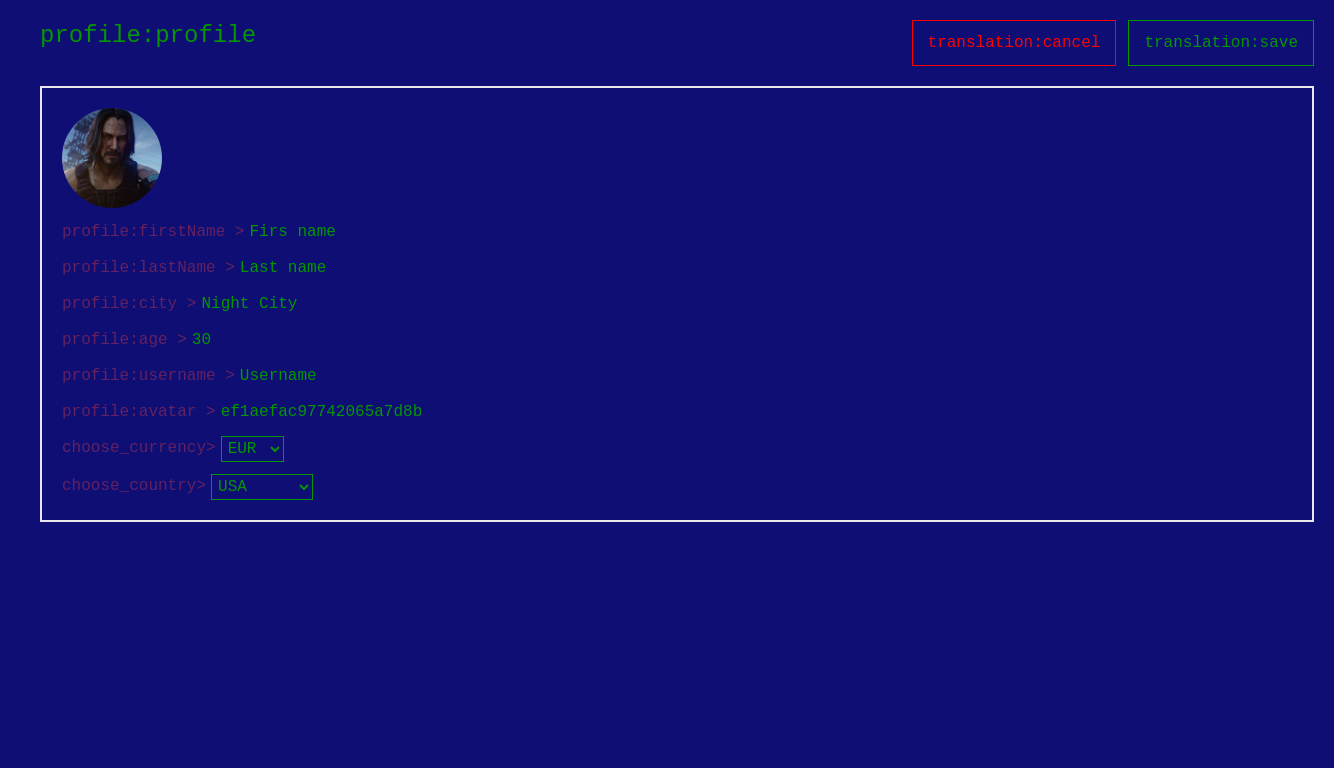 profile:profile
translation:cancel
translation:save
profile:firstName > Firs name
profile:lastName > Last name
profile:city > Night City
profile:age > 30
profile:username > Username
profile:avatar > ef1aefac97742065a7d8b
choose_currency> EUR
choose_country> USA